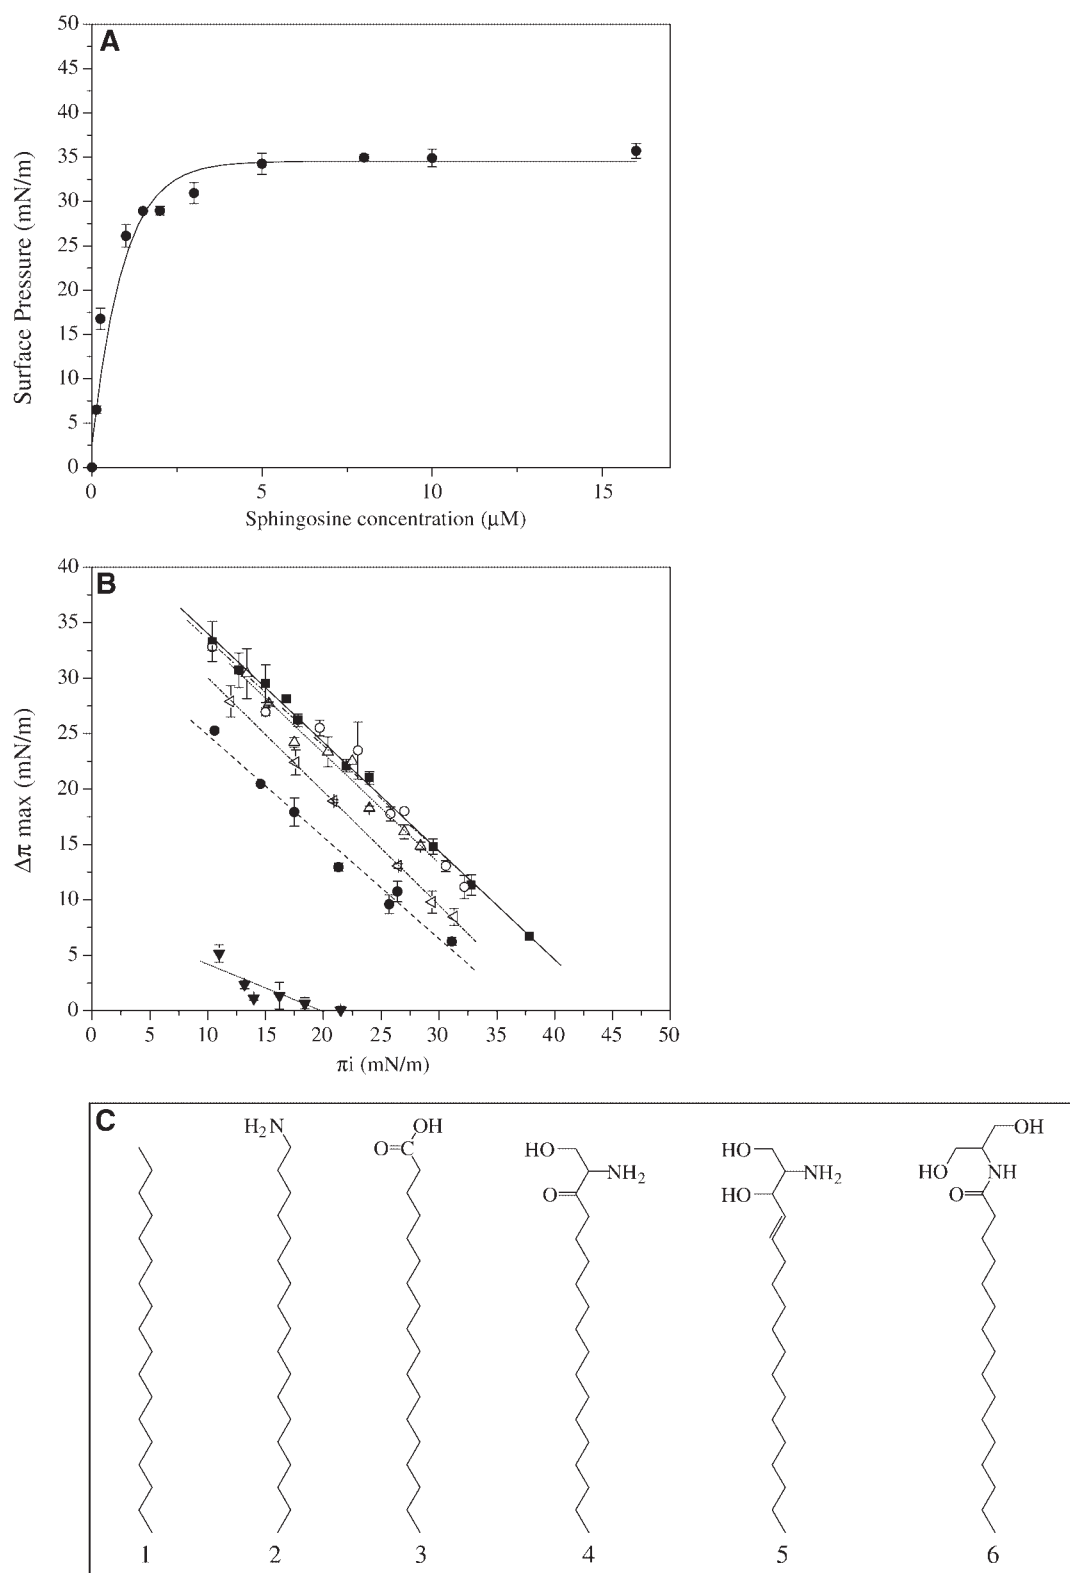 A
50
45
40
35
30
25
20
15
10
5
0
Surface Pressure (mN/m)
0 5 10 15
Sphingosine concentration (μM)
B
40
35
30
25
20
15
10
5
0
Δπ max (mN/m)
0 5 10 15 20 25 30 35 40 45 50
πi (mN/m)
C
H₂N
OH
O
C
HO
NH₂
O
HO
NH₂
HO
OH
HO
NH
O
1 2 3 4 5 6